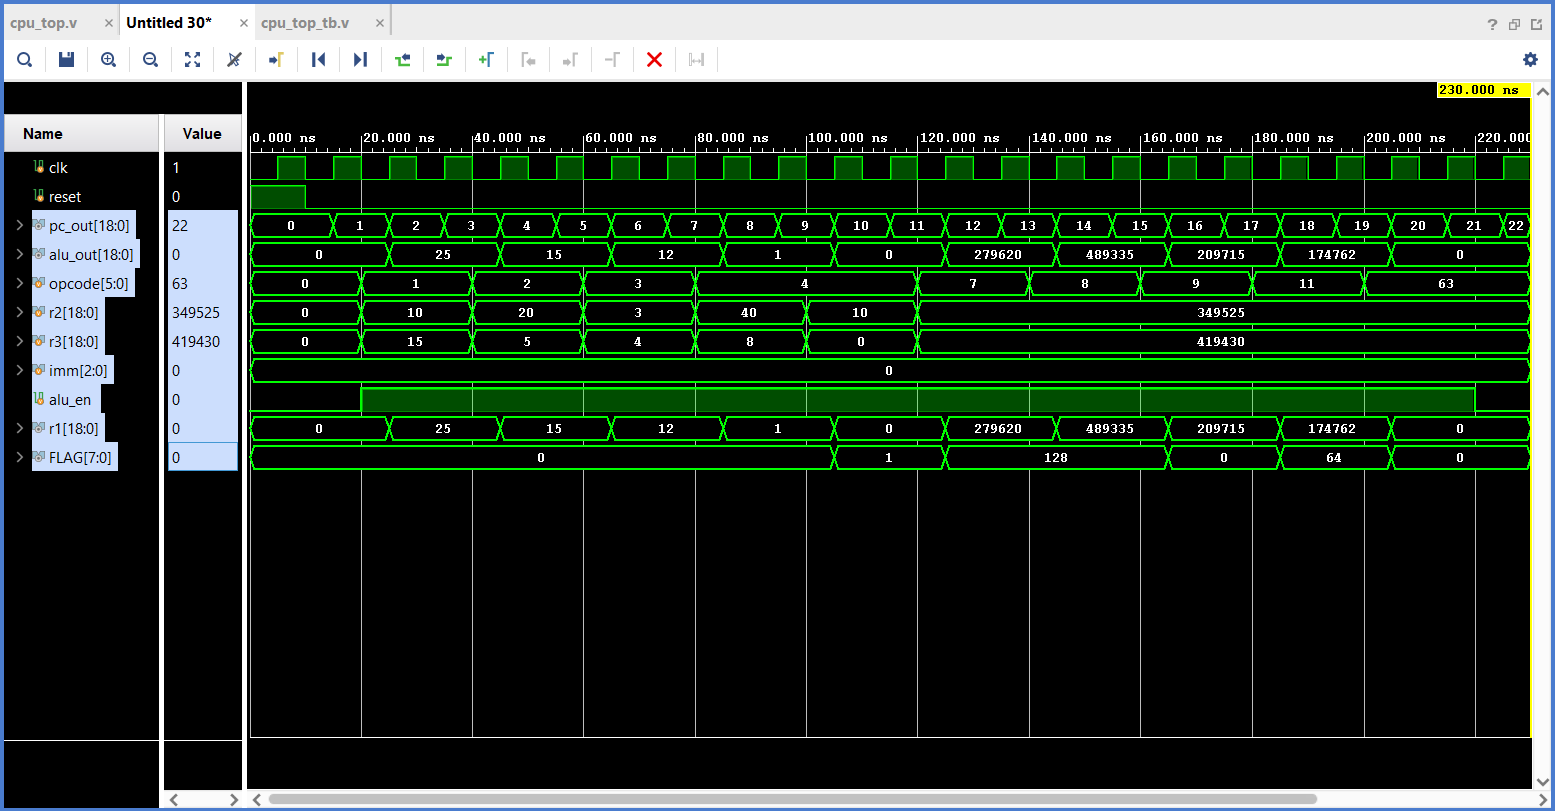 cpu_top.v × Untitled 30* × cpu_top_tb.v ×
?
230.000 ns
Name Value
0.000 ns 20.000 ns 40.000 ns 60.000 ns 80.000 ns 100.000 ns 120.000 ns 140.000 ns 160.000 ns 180.000 ns 200.000 ns 220.000
clk 1
reset 0
pc_out[18:0] 22 0 1 2 3 4 5 6 7 8 9 10 11 12 13 14 15 16 17 18 19 20 21 22
alu_out[18:0] 0 0 25 15 12 1 0 279620 489335 209715 174762 0
opcode[5:0] 63 0 1 2 3 4 7 8 9 11 63
r2[18:0] 349525 0 10 20 3 40 10 349525
r3[18:0] 419430 0 15 5 4 8 0 419430
imm[2:0] 0 0
alu_en 0
r1[18:0] 0 0 25 15 12 1 0 279620 489335 209715 174762 0
FLAG[7:0] 0 0 1 128 0 64 0